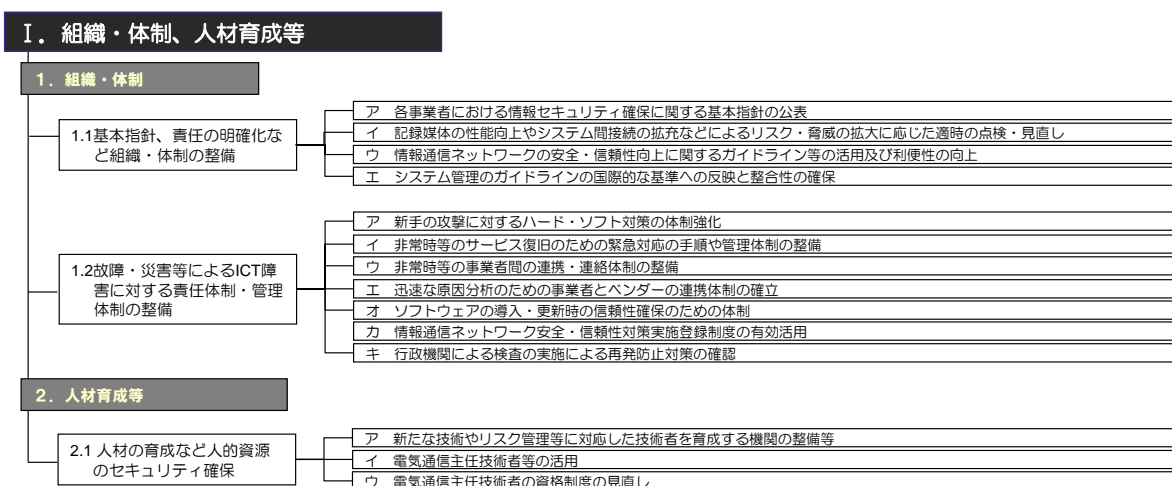 Ⅰ．組織・体制、人材育成等
1．組織・体制
1.1基本指針、責任の明確化な
ど組織・体制の整備
ア 各事業者における情報セキュリティ確保に関する基本指針の公表
イ 記録媒体の性能向上やシステム間接続の拡充などによるリスク・脅威の拡大に応じた適時の点検・見直し
ウ 情報通信ネットワークの安全・信頼性向上に関するガイドライン等の活用及び利便性の向上
エ システム管理のガイドラインの国際的な基準への反映と整合性の確保
1.2故障・災害等によるICT障
害に対する責任体制・管理
体制の整備
ア 新手の攻撃に対するハード・ソフト対策の体制強化
イ 非常時等のサービス復旧のための緊急対応の手順や管理体制の整備
ウ 非常時等の事業者間の連携・連絡体制の整備
エ 迅速な原因分析のための事業者とベンダーの連携体制の確立
オ ソフトウェアの導入・更新時の信頼性確保のための体制
カ 情報通信ネットワーク安全・信頼性対策実施登録制度の有効活用
キ 行政機関による検査の実施による再発防止対策の確認
2．人材育成等
2.1 人材の育成など人的資源
のセキュリティ確保
ア 新たな技術やリスク管理等に対応した技術者を育成する機関の整備等
イ 電気通信主任技術者等の活用
ウ 電気通信主任技術者の資格制度の見直し